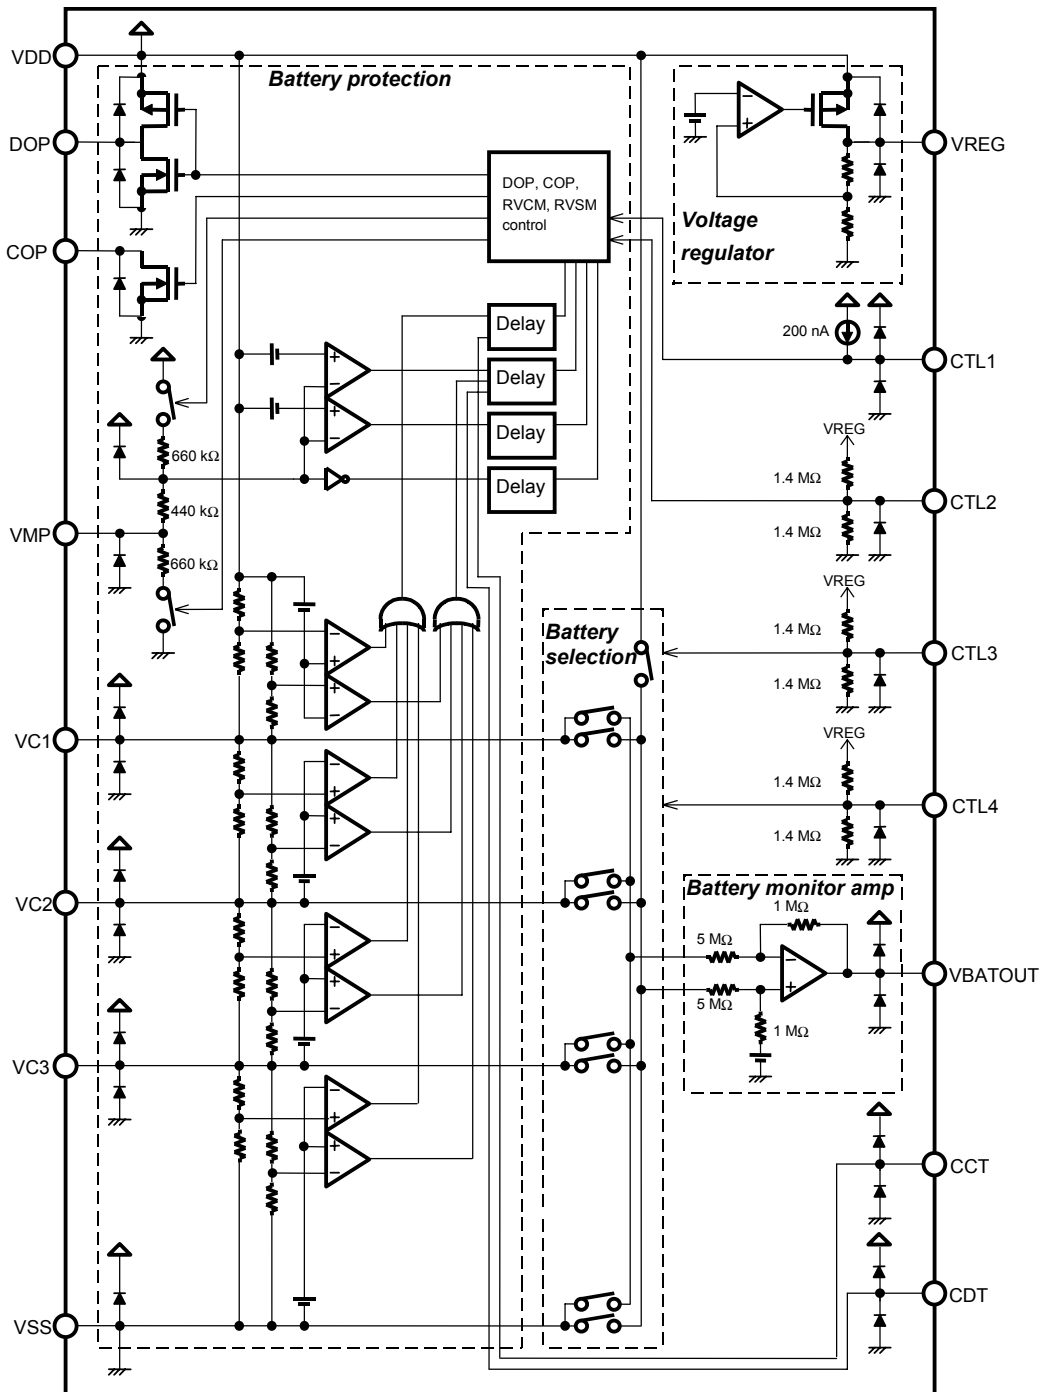 VDD
Battery protection
DOP
DOP, COP,
RVCM, RVSM
control
VREG
Voltage
regulator
COP
Delay
200 nA
CTL1
+
−
Delay
+
−
Delay
VREG
660 kΩ
1.4 MΩ
Delay
CTL2
440 kΩ
1.4 MΩ
VMP
660 kΩ
VREG
Battery
selection
1.4 MΩ
−
+
CTL3
1.4 MΩ
+
−
VC1
VREG
−
+
1.4 MΩ
CTL4
+
−
1.4 MΩ
Battery monitor amp
VC2
1 MΩ
−
+
5 MΩ
−
+
VBATOUT
+
−
5 MΩ
1 MΩ
VC3
−
+
+
−
CCT
CDT
VSS
−
+